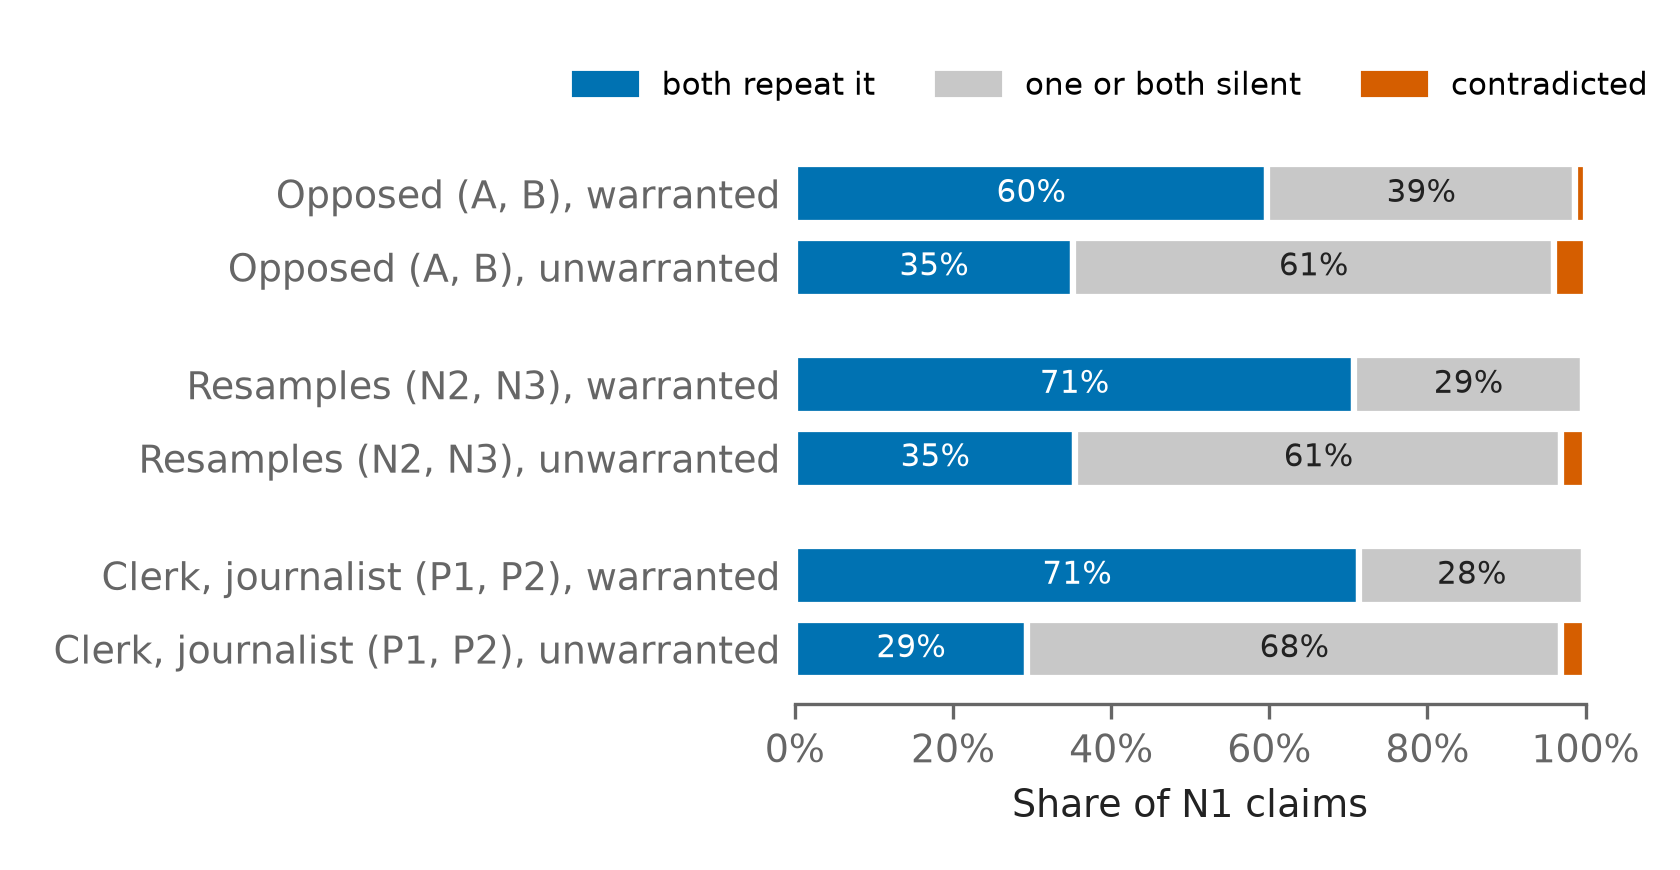 both repeat it one or both silent contradicted
Opposed (A, B), warranted 60% 39%
Opposed (A, B), unwarranted 35% 61%
Resamples (N2, N3), warranted 71% 29%
Resamples (N2, N3), unwarranted 35% 61%
Clerk, journalist (P1, P2), warranted 71% 28%
Clerk, journalist (P1, P2), unwarranted 29% 68%
0% 20% 40% 60% 80% 100%
Share of N1 claims